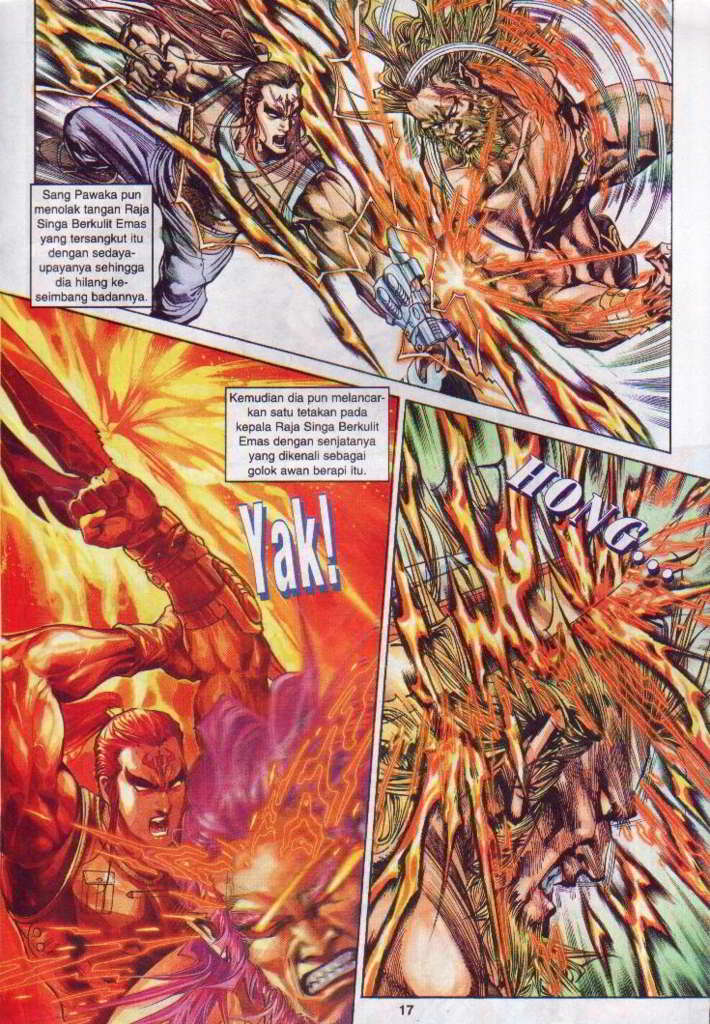 Sang Pawaka pun
menolak tangan Raja
Singa Berkulit Emas
yang tersangkut itu
dengan sedaya-
upayanya sehingga
dia hilang ke-
seimbang badannya.
Kemudian dia pun melancar-
kan satu tetakan pada
kepala Raja Singa Berkulit
Emas dengan senjatanya
yang dikenali sebagai
golok awan berapi itu.
Yak!
HONG...
17